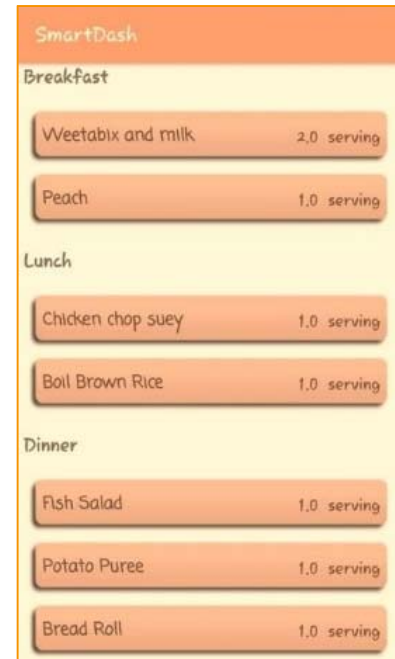 SmartDash
Breakfast
Weetabix and milk 2.0 serving
Peach 1.0 serving
Lunch
Chicken chop suey 1.0 serving
Boil Brown Rice 1.0 serving
Dinner
Fish Salad 1.0 serving
Potato Puree 1.0 serving
Bread Roll 1.0 serving